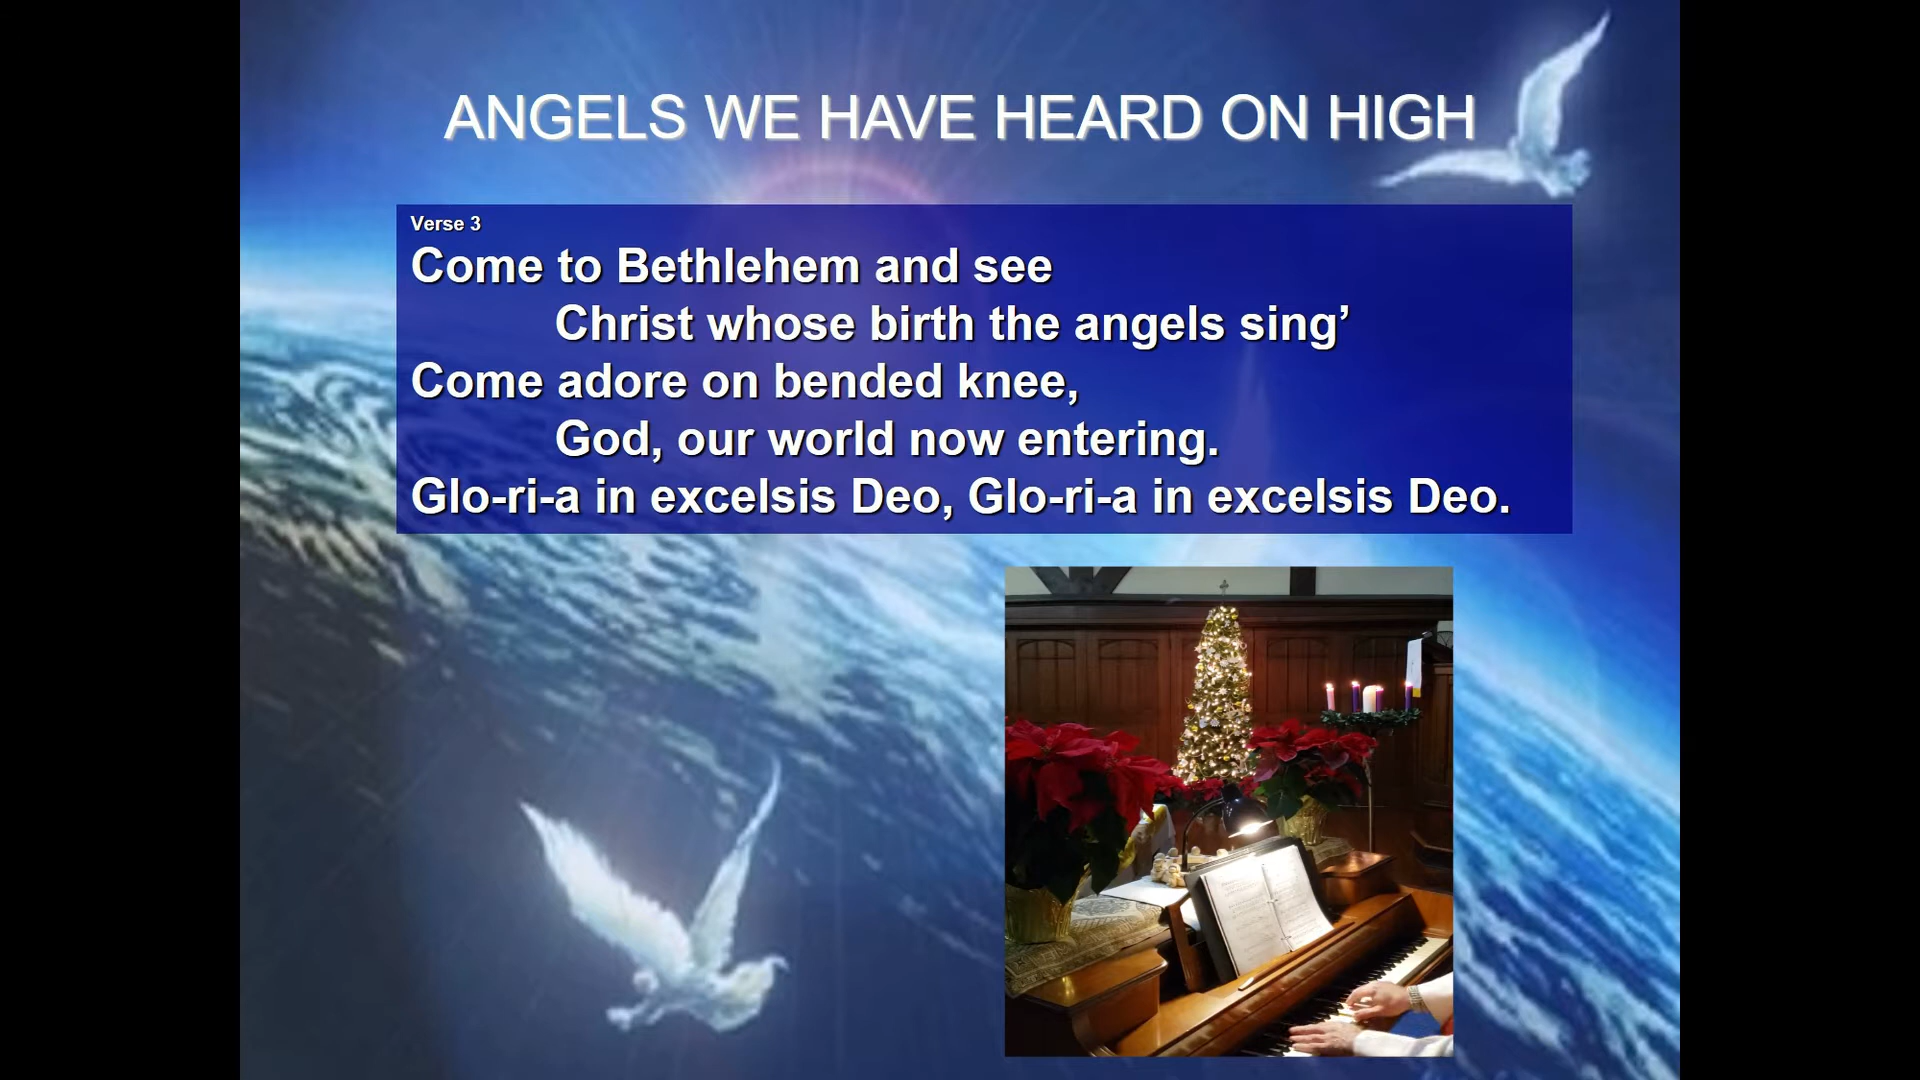 ANGELS WE HAVE HEARD ON HIGH
Verse 3
Come to Bethlehem and see
Christ whose birth the angels sing’
Come adore on bended knee,
God, our world now entering.
Glo-ri-a in excelsis Deo, Glo-ri-a in excelsis Deo.